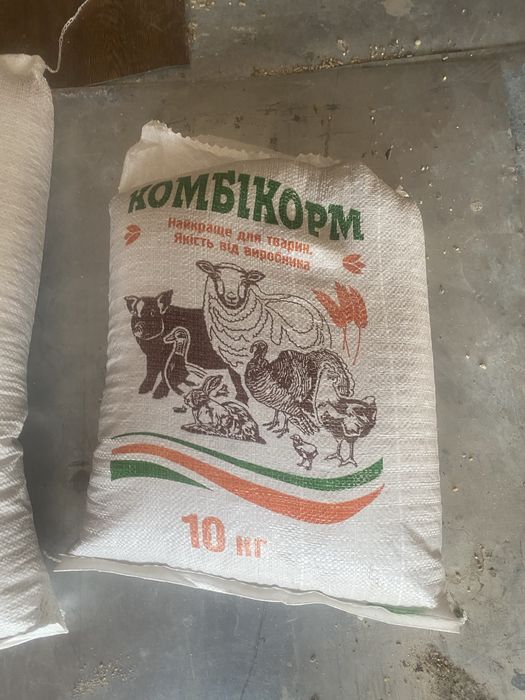 КОМБІКОРМ
Найкраще для тварин,
Якість від виробника
10 кг